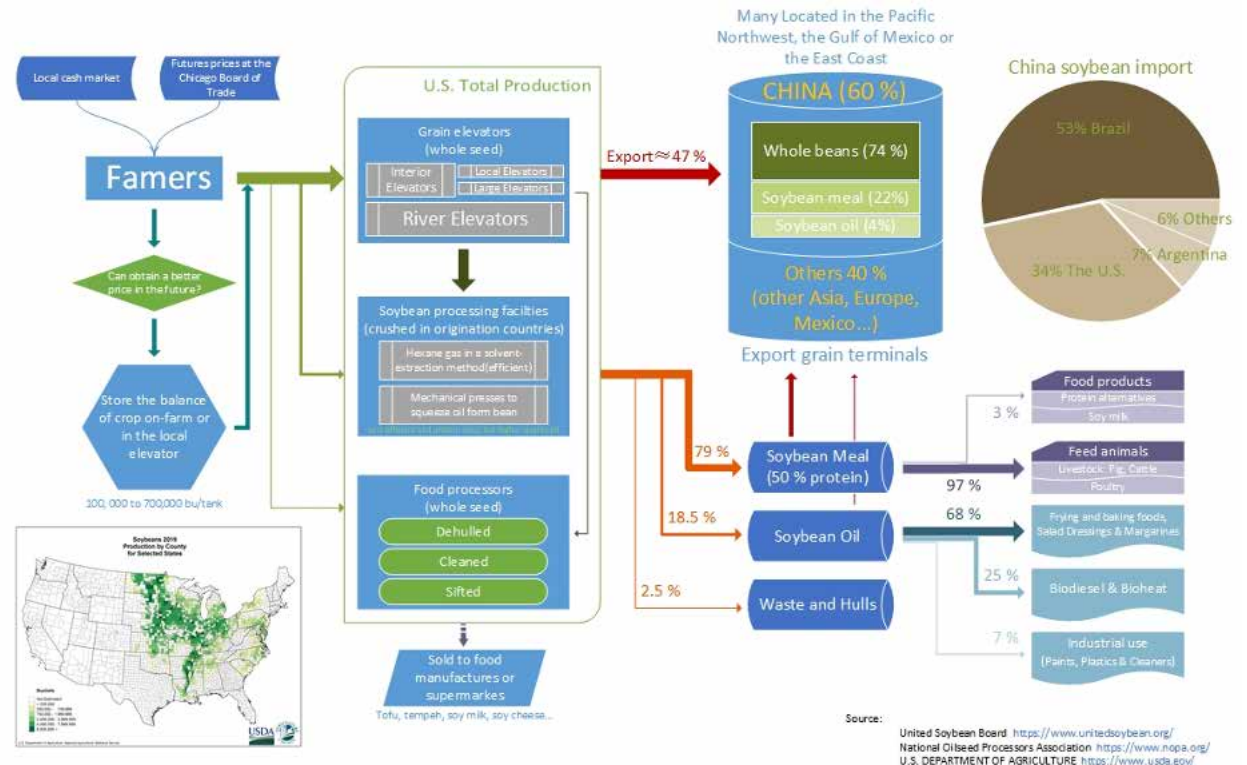 Local cash market
Futures prices at the
Chicago Board of
Trade
Famers
Can obtain a better
price in the future?
Store the balance
of crop on-farm or
in the local
elevator
100, 000 to 700,000 bu/tank
Soybeans 2019
Production by County
for Selected States
USDA
U.S. Total Production
Grain elevators
(whole seed)
Interior
Elevators
Local Elevators
Large Elevators
River Elevators
Soybean processing facilties
(crushed in origination countries)
Hexane gas in a solvent-
extraction method(efficient)
Mechanical presses to
squeeze oil form bean
Food processors
(whole seed)
Dehulled
Cleaned
Sifted
Sold to food
manufactures or
supermarkes
Tofu, tempeh, soy milk, soy cheese...
Export≈47 %
Many Located in the Pacific
Northwest, the Gulf of Mexico or
the East Coast
CHINA (60 %)
Whole beans (74 %)
Soybean meal (22%)
Soybean oil (4%)
Others 40 %
(other Asia, Europe,
Mexico...)
Export grain terminals
79 %
18.5 %
2.5 %
Soybean Meal
(50 % protein)
Soybean Oil
Waste and Hulls
China soybean import
53% Brazil
6% Others
7% Argentina
34% The U.S.
3 %
97 %
68 %
25 %
7 %
Food products
Protein alternatives
Soy milk
Feed animals
Livestock: Pig, Cattle
Poultry
Frying and baking foods,
Salad Dressings & Margarines
Biodiesel & Bioheat
Industrial use
(Paints, Plastics & Cleaners)
Source:
United Soybean Board https://www.unitedsoybean.org/
National Oilseed Processors Association https://www.nopa.org/
U.S. DEPARTMENT OF AGRICULTURE https://www.usda.gov/